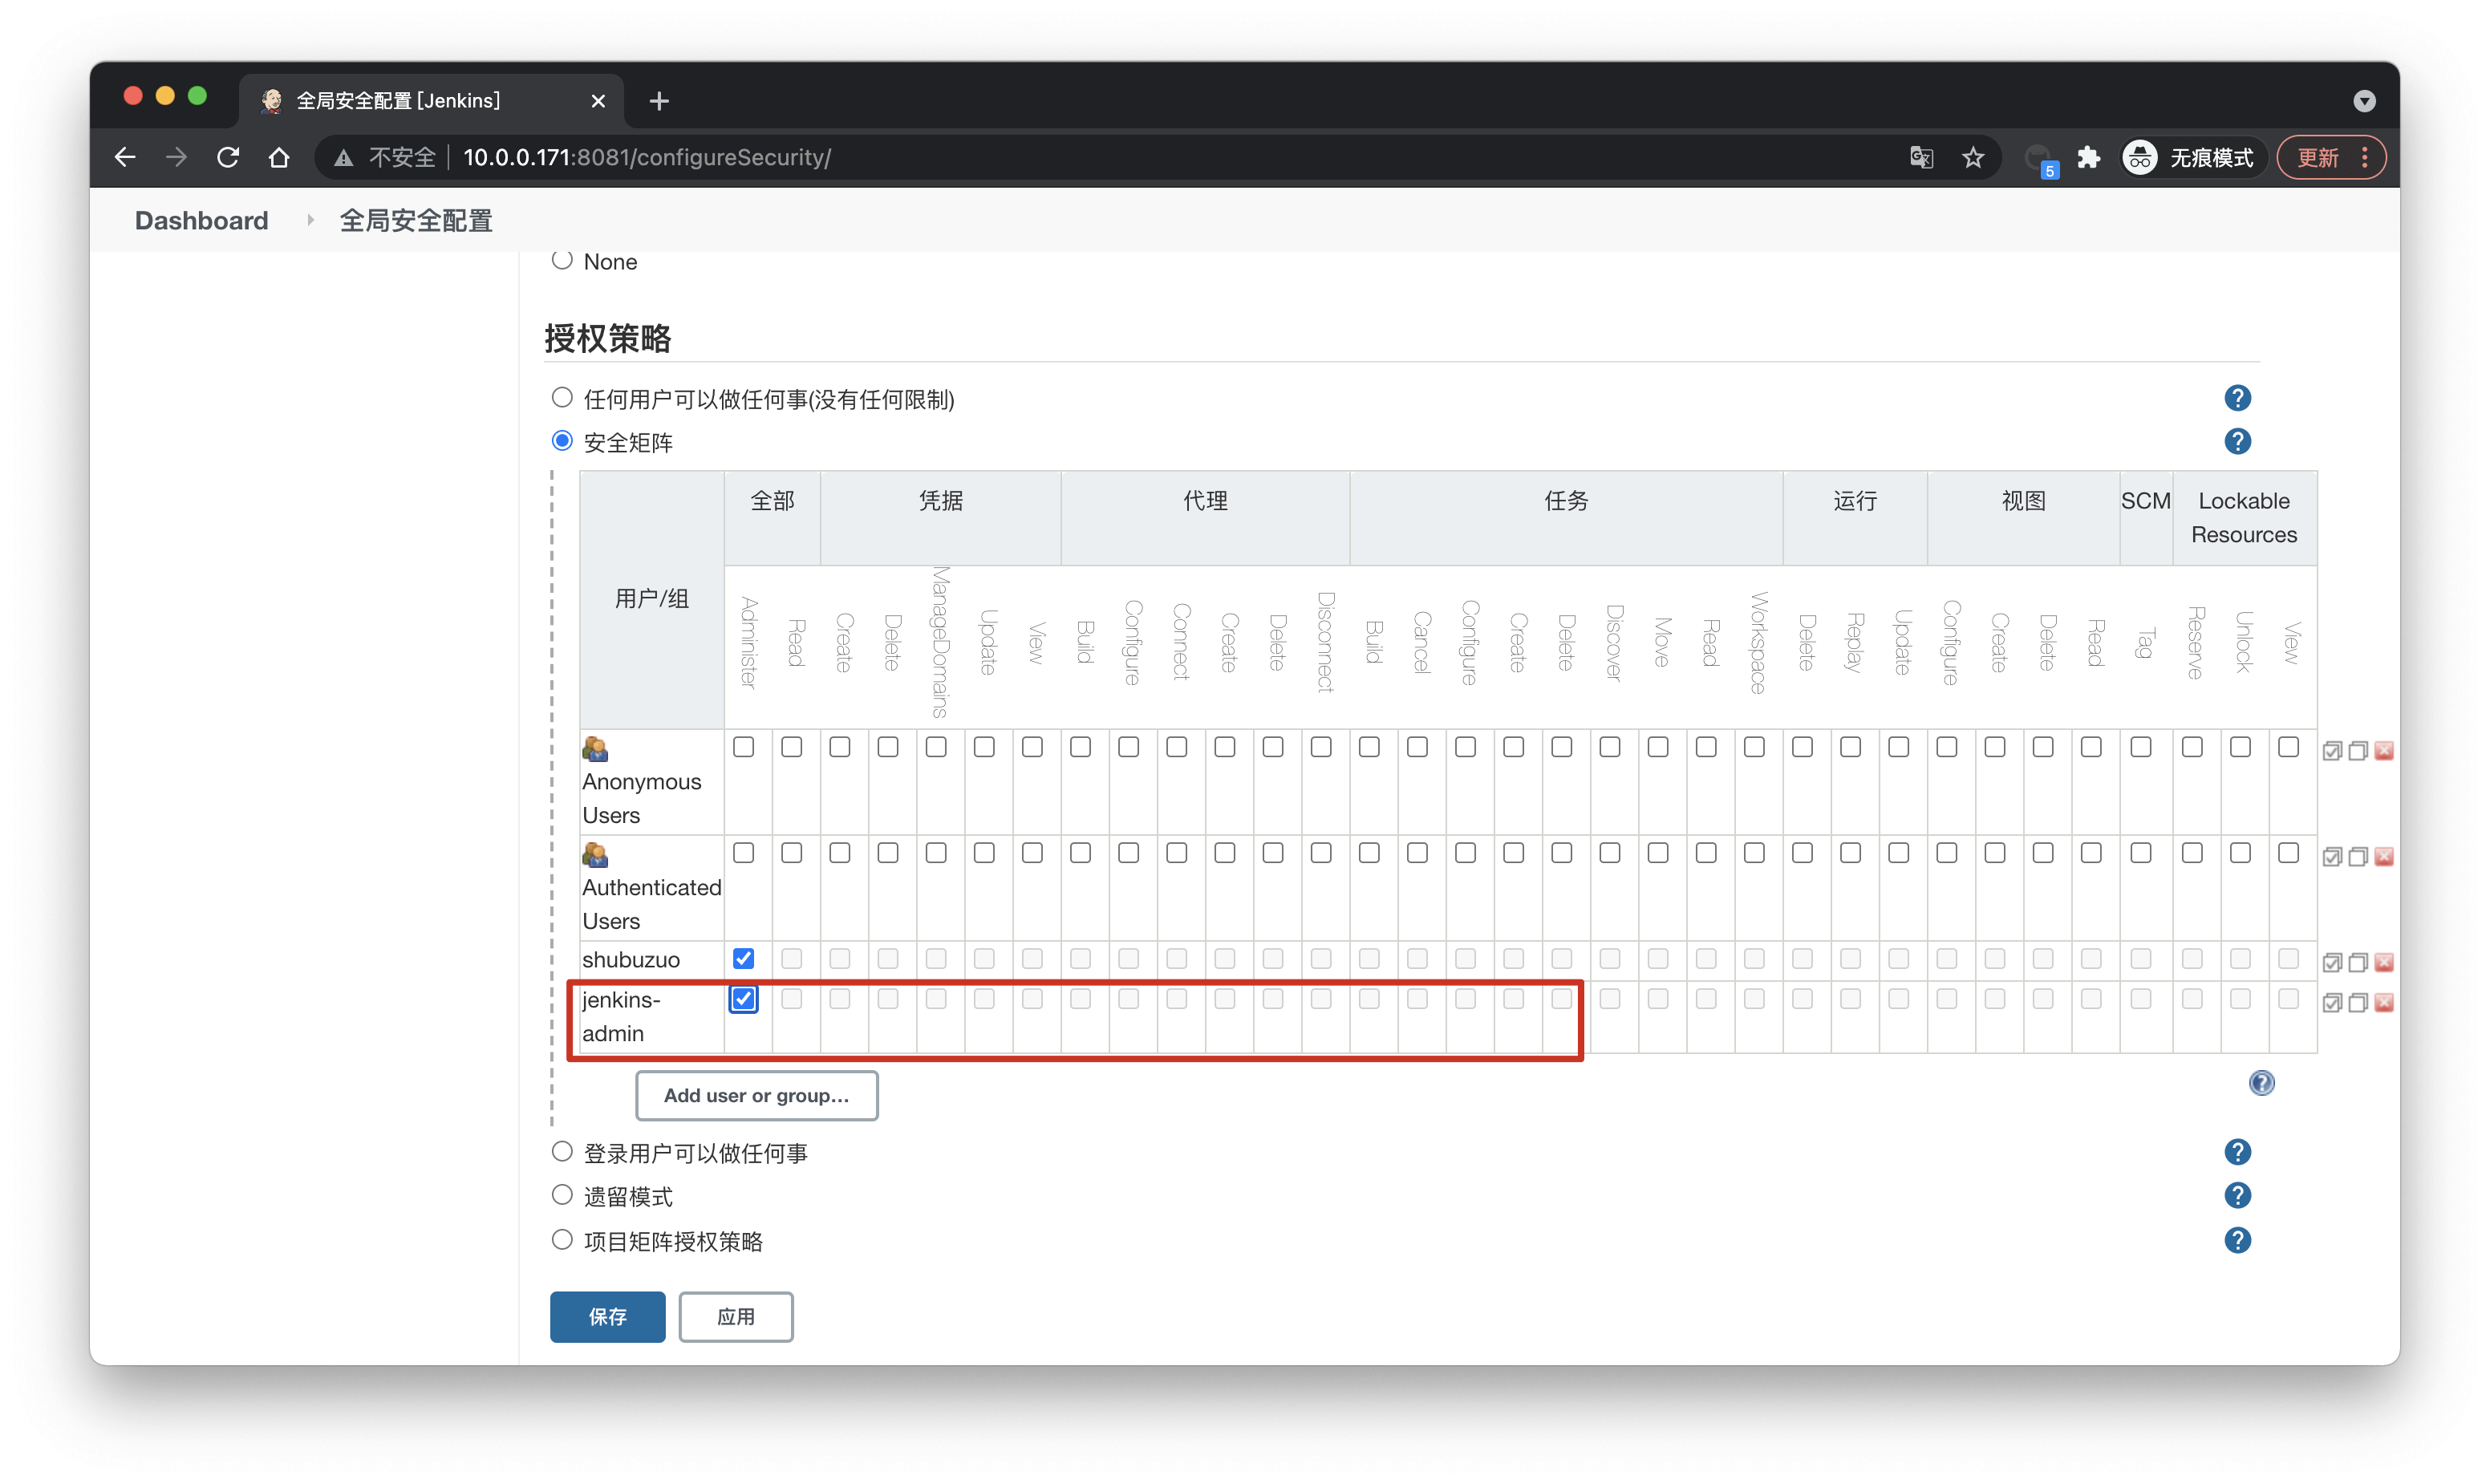 全局安全配置 [Jenkins]
不安全 10.0.0.171:8081/configureSecurity/
5
无痕模式
更新
Dashboard
全局安全配置
None
授权策略
任何用户可以做任何事(没有任何限制)
安全矩阵
用户/组 全部 凭据 代理 任务 运行 视图 SCM Lockable
Resources
Administer Read Create Delete ManageDomains Update View Build Configure Connect Create Delete Disconnect Build Cancel Configure Create Delete Discover Move Read Workspace Delete Replay Update Configure Create Delete Read Tag Reserve Unlock View
Anonymous
Users
Authenticated
Users
shubuzuo
jenkins-
admin
Add user or group...
登录用户可以做任何事
遗留模式
项目矩阵授权策略
保存 应用